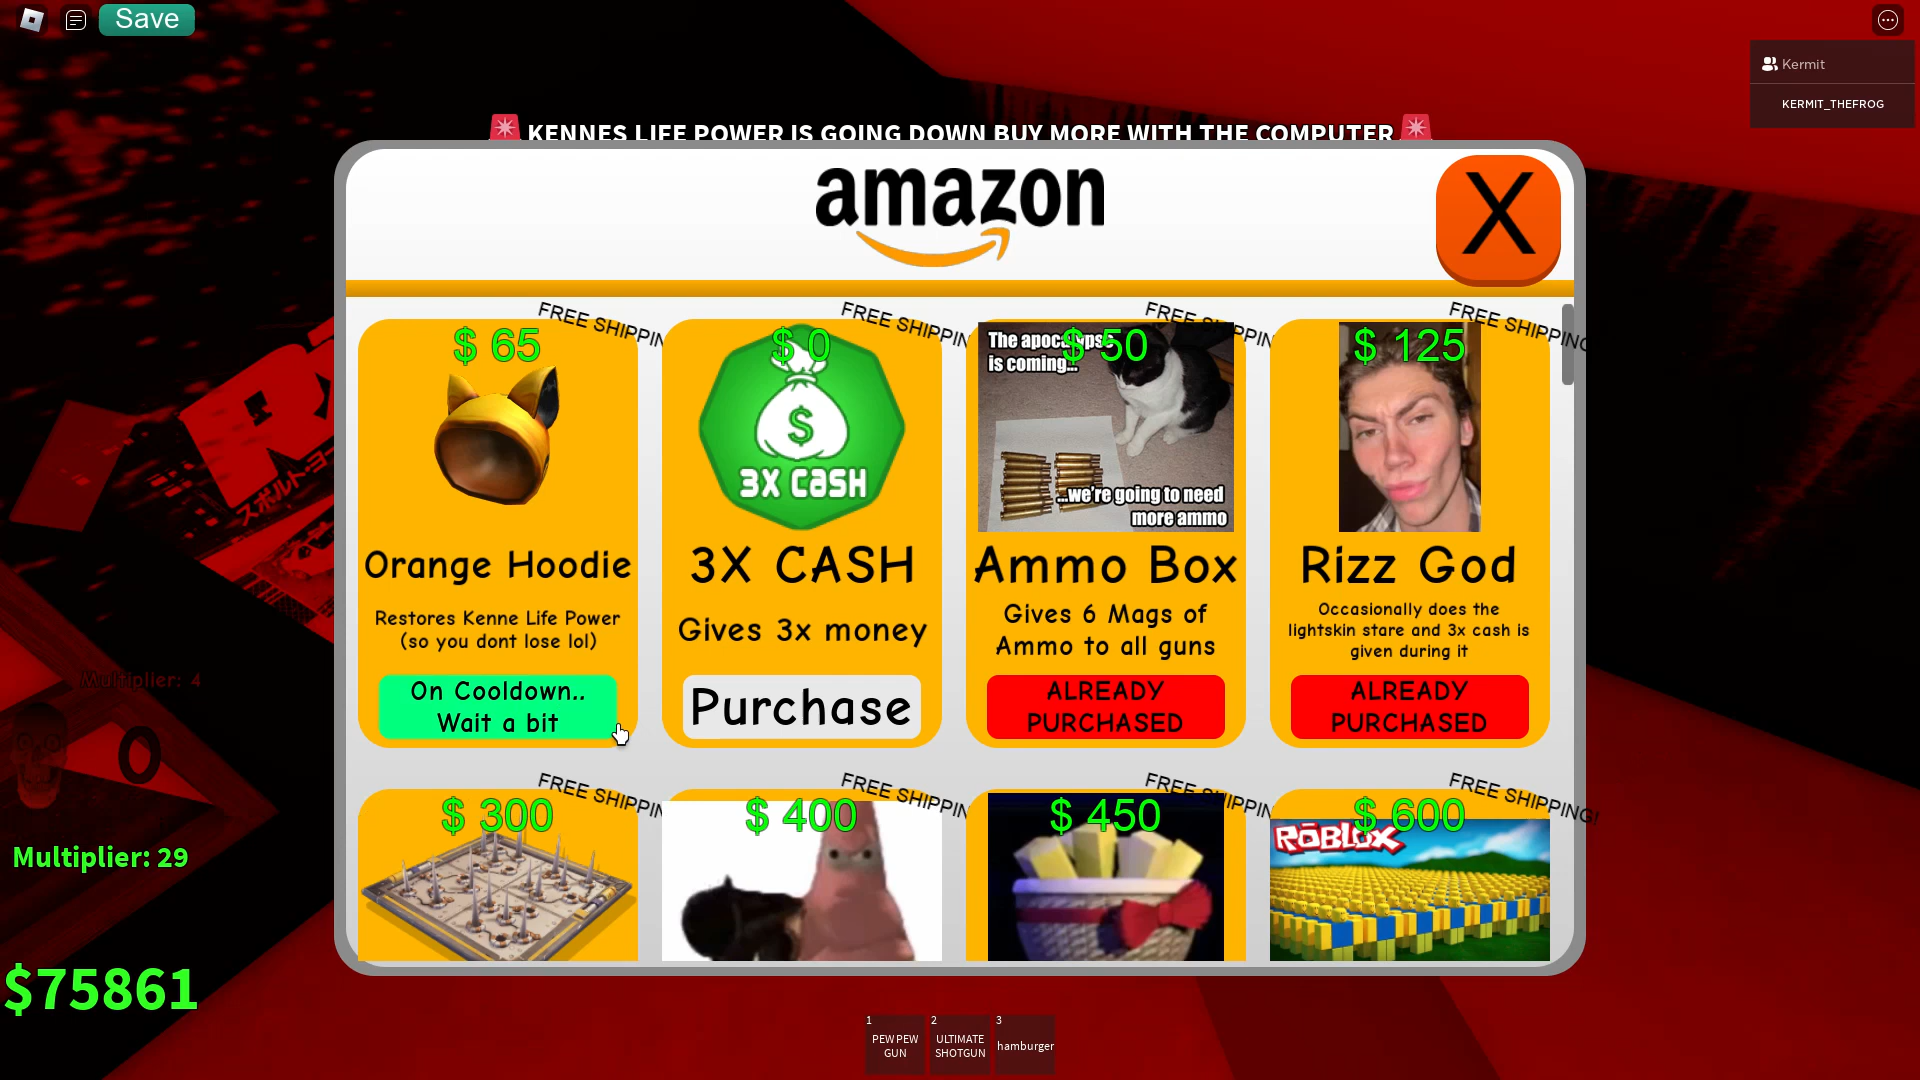 Save
Kermit
KERMIT_THEFROG
KENNES LIFE POWER IS GOING DOWN BUY MORE WITH THE COMPUTER
amazon
X
FREE SHIPPIN
FREE SHIPPIN
FREE SHIPPIN
FREE SHIPPING
$ 65
$ 0
$ 50
$ 125
3X CASH
The apocalypse
is coming...
...we're going to need
more ammo
Orange Hoodie
3X CASH
Ammo Box
Rizz God
Restores Kenne Life Power
(so you dont lose lol)
Gives 3x money
Gives 6 Mags of
Ammo to all guns
Occasionally does the
lightskin stare and 3x cash is
given during it
On Cooldown..
Wait a bit
Purchase
ALREADY
PURCHASED
ALREADY
PURCHASED
FREE SHIPPIN
FREE SHIPPIN
FREE SHIPPIN
FREE SHIPPING!
$ 300
$ 400
$ 450
$ 600
ROBLOX
Multiplier: 4
0
Multiplier: 29
$75861
1
PEW PEW
GUN
2
ULTIMATE
SHOTGUN
3
hamburger